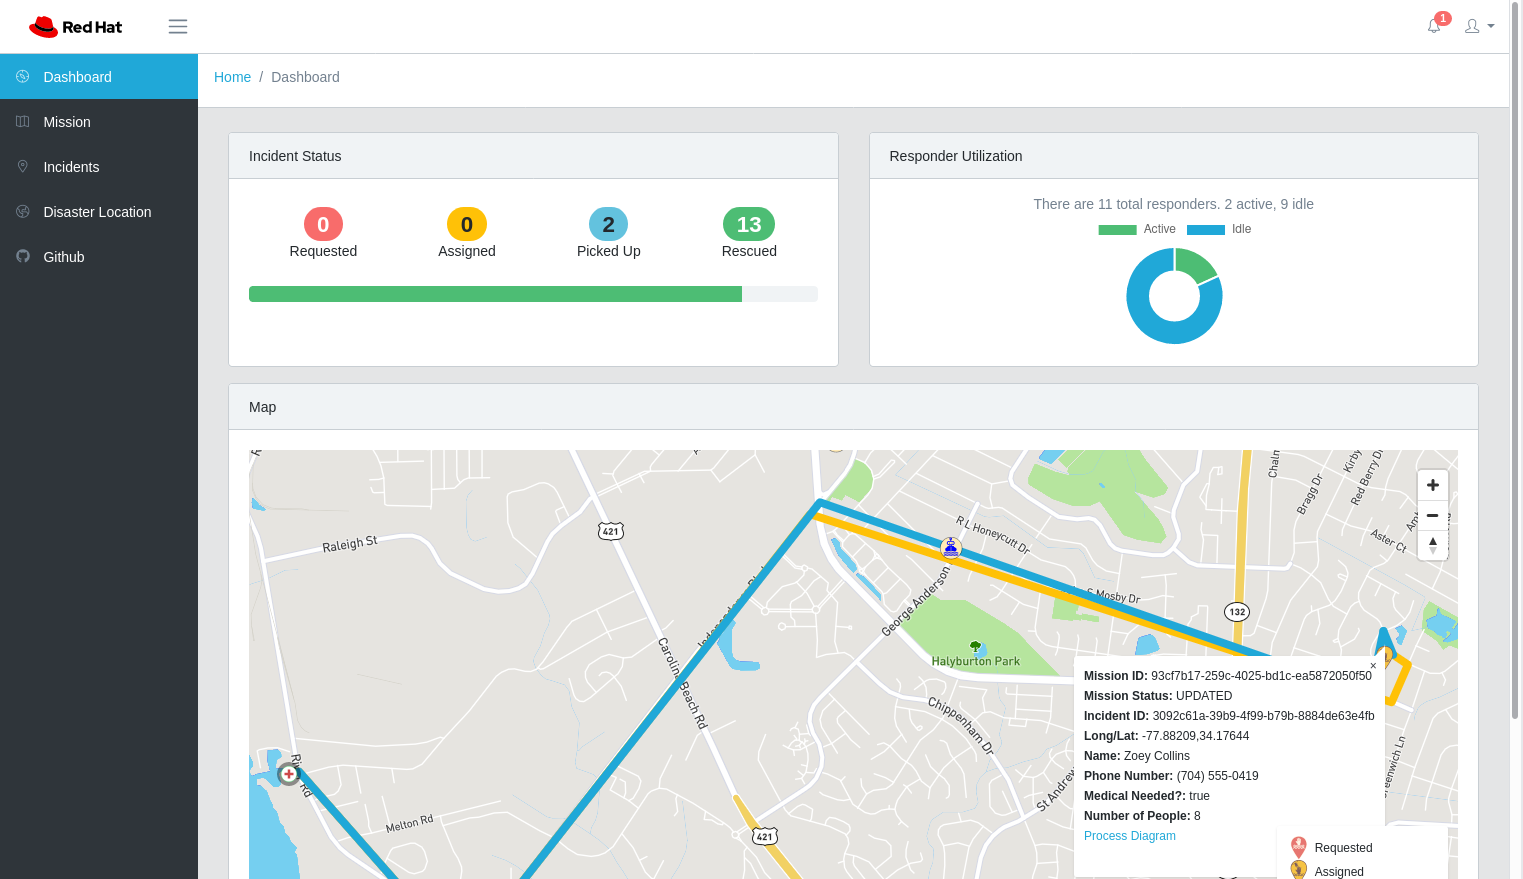 Red Hat
1
Dashboard
Mission
Incidents
Disaster Location
Github
Home / Dashboard
Incident Status
0
Requested
0
Assigned
2
Picked Up
13
Rescued
Responder Utilization
There are 11 total responders. 2 active, 9 idle
Active
Idle
Map
Raleigh St
421
Carolina Beach Rd
R L Honeycutt Dr
George Anderson
S Mosby Dr
132
Halyburton Park
Chippenham Dr
Bragg Dr
Kirby
Red Berry Dr
Aster Ct
Melton Rd
421
St Andrew
Mission ID: 93cf7b17-259c-4025-bd1c-ea5872050f50
×
Mission Status: UPDATED
Incident ID: 3092c61a-39b9-4f99-b79b-8884de63e4fb
Long/Lat: -77.88209,34.17644
Name: Zoey Collins
Phone Number: (704) 555-0419
Medical Needed?: true
Number of People: 8
Process Diagram
Requested
Assigned